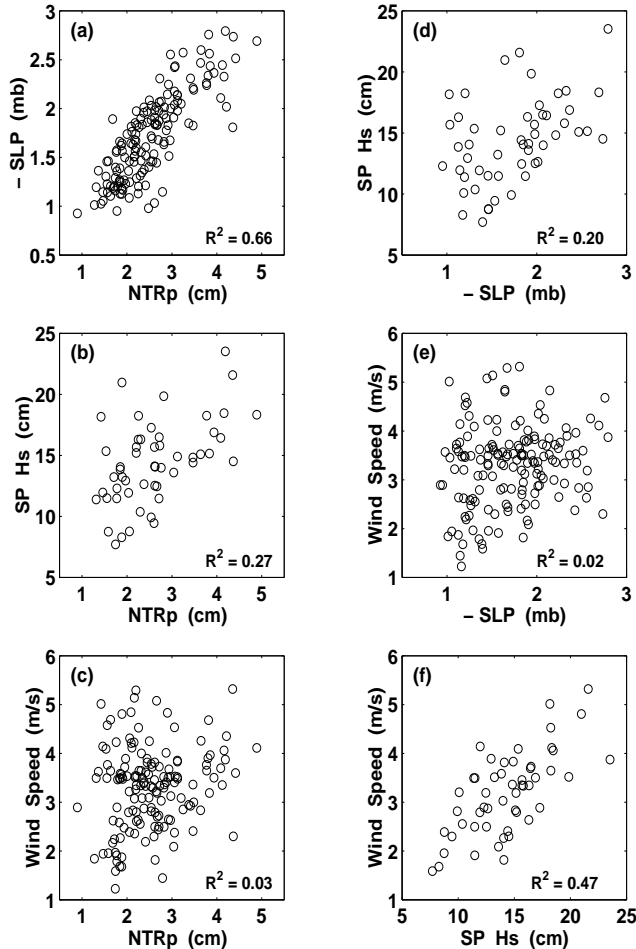 (a)
3
2.5
2
1.5
1
0.5
– SLP (mb)
R² = 0.66
1 2 3 4 5
NTRp (cm)
(d)
25
20
15
10
5
SP Hs (cm)
R² = 0.20
1 2 3
– SLP (mb)
(b)
25
20
15
10
5
SP Hs (cm)
R² = 0.27
1 2 3 4 5
NTRp (cm)
(e)
6
5
4
3
2
1
Wind Speed (m/s)
R² = 0.02
1 2 3
– SLP (mb)
(c)
6
5
4
3
2
1
Wind Speed (m/s)
R² = 0.03
1 2 3 4 5
NTRp (cm)
(f)
6
5
4
3
2
1
Wind Speed (m/s)
R² = 0.47
5 10 15 20 25
SP Hs (cm)